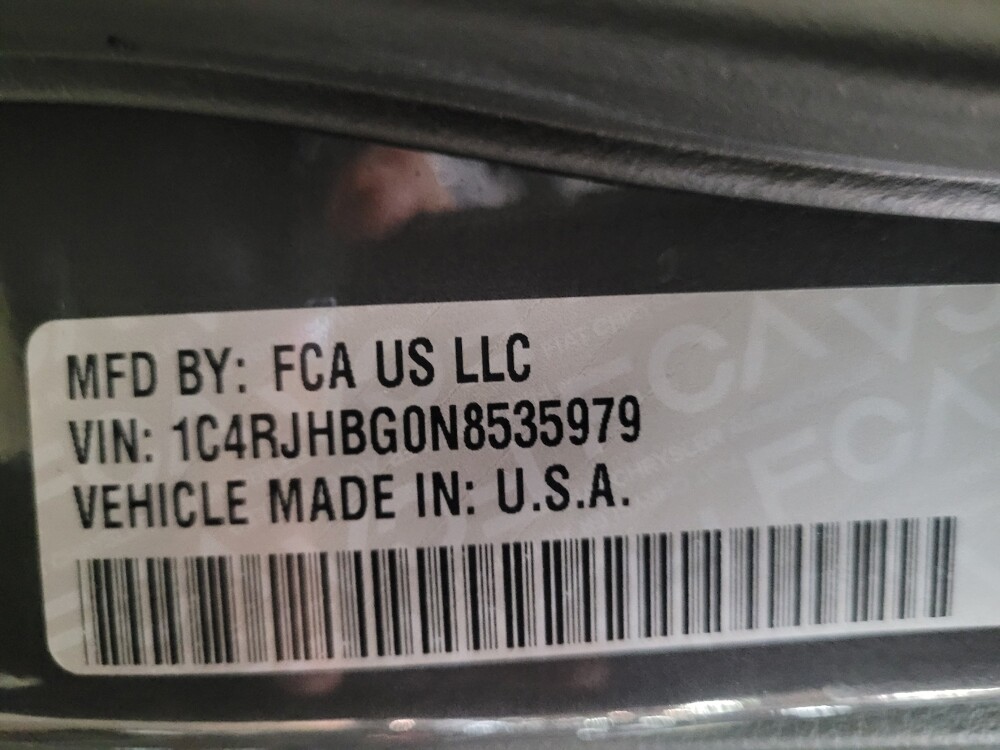 MFD BY: FCA US LLC
VIN: 1C4RJHBG0N8535979
VEHICLE MADE IN: U.S.A.